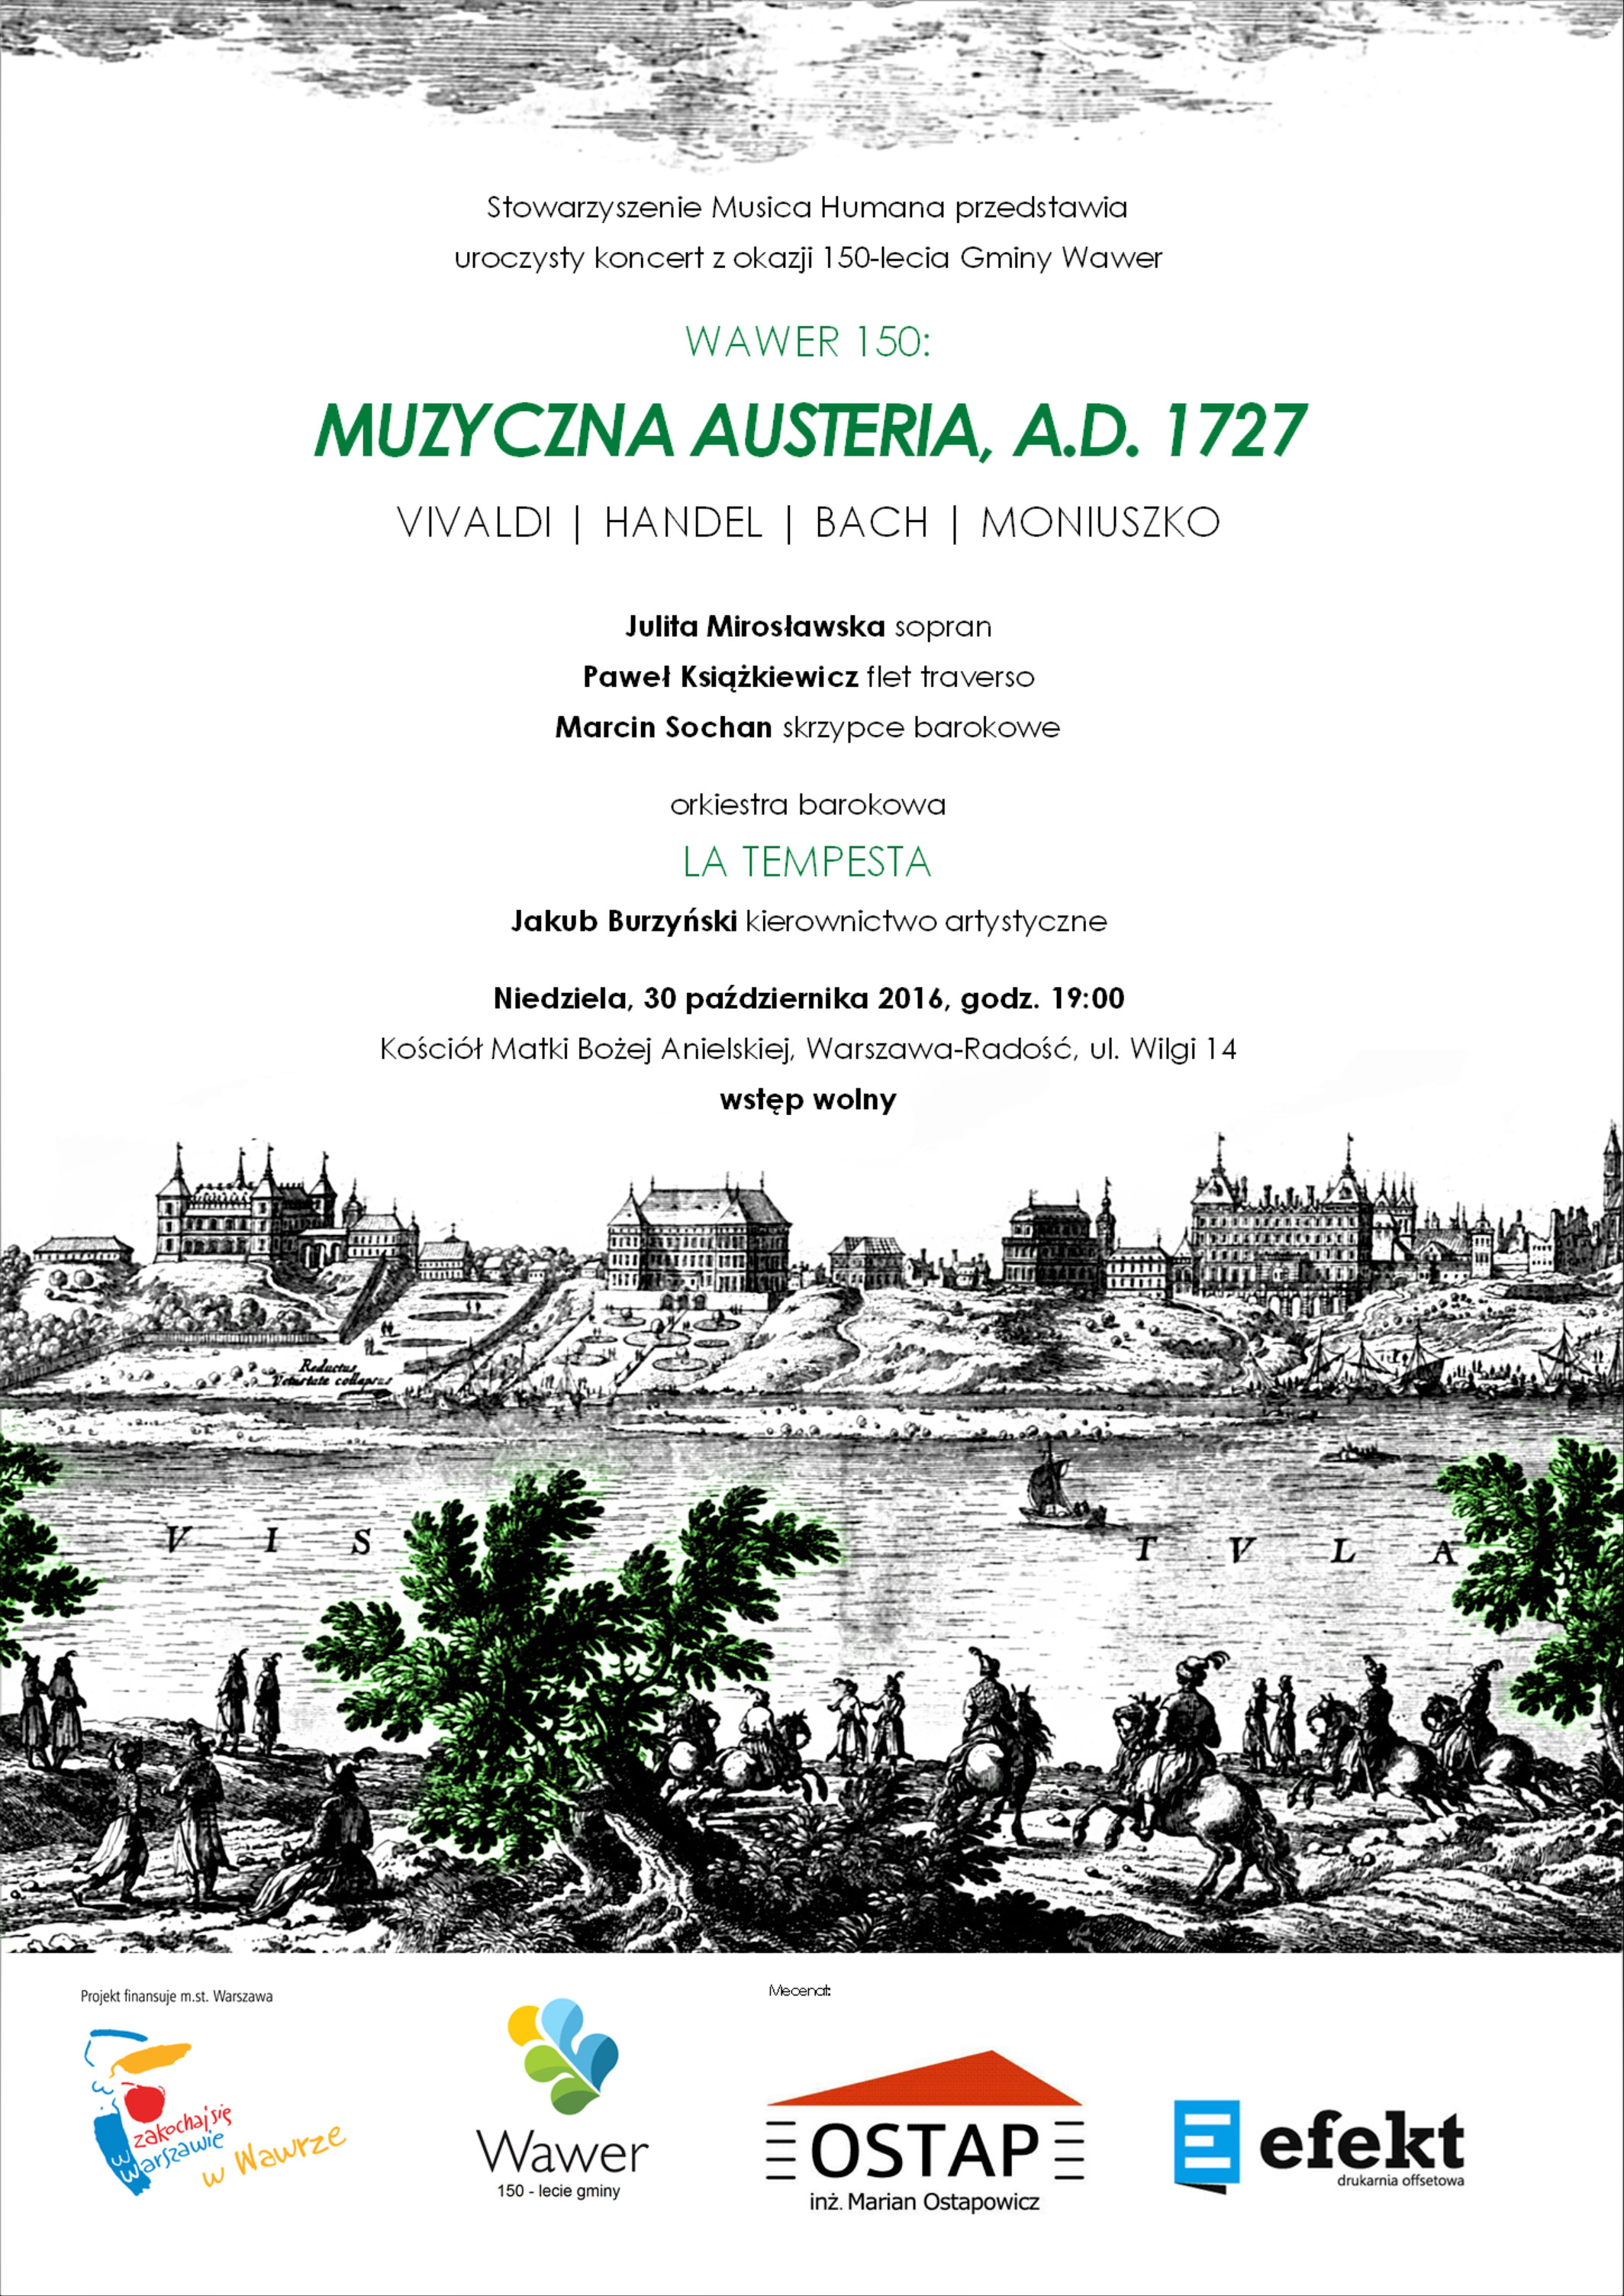 Stowarzyszenie Musica Humana przedstawia
uroczysty koncert z okazji 150-lecia Gminy Wawer
WAWER 150:
MUZYCZNA AUSTERIA, A.D. 1727
VIVALDI | HANDEL | BACH | MONIUSZKO
Julita Mirosławska sopran
Paweł Książkiewicz flet traverso
Marcin Sochan skrzypce barokowe
orkiestra barokowa
LA TEMPESTA
Jakub Burzyński kierownictwo artystyczne
Niedziela, 30 października 2016, godz. 19:00
Kościół Matki Bożej Anielskiej, Warszawa-Radość, ul. Wilgi 14
wstęp wolny
Reductus
Vetustate collapsus
VISTVLA
Projekt finansuje m.st. Warszawa
zakochaj się
w Warszawie
w Wawrze
Wawer
150 - lecie gminy
Mecenat:
OSTAP
inż. Marian Ostapowicz
efekt
drukarnia offsetowa